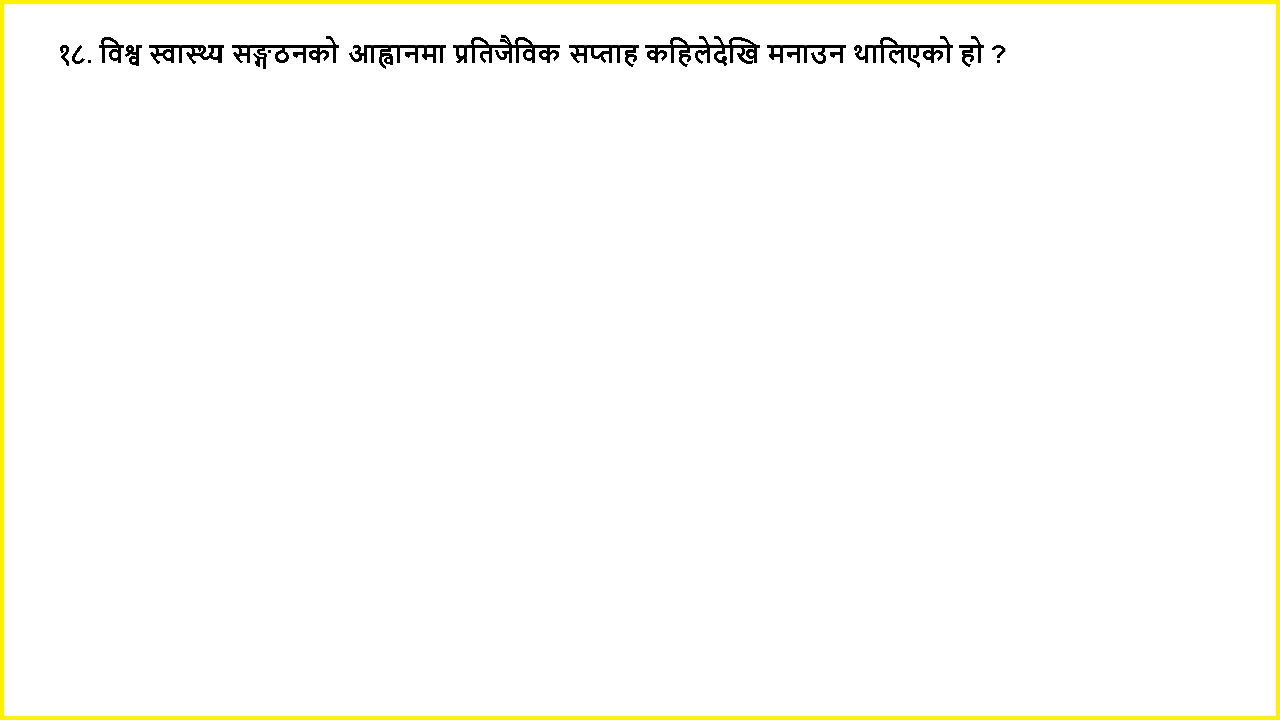 १८. विश्व स्वास्थ्य सङ्गठनको आह्वानमा प्रतिजैविक सप्ताह कहिलेदेखि मनाउन थालिएको हो ?